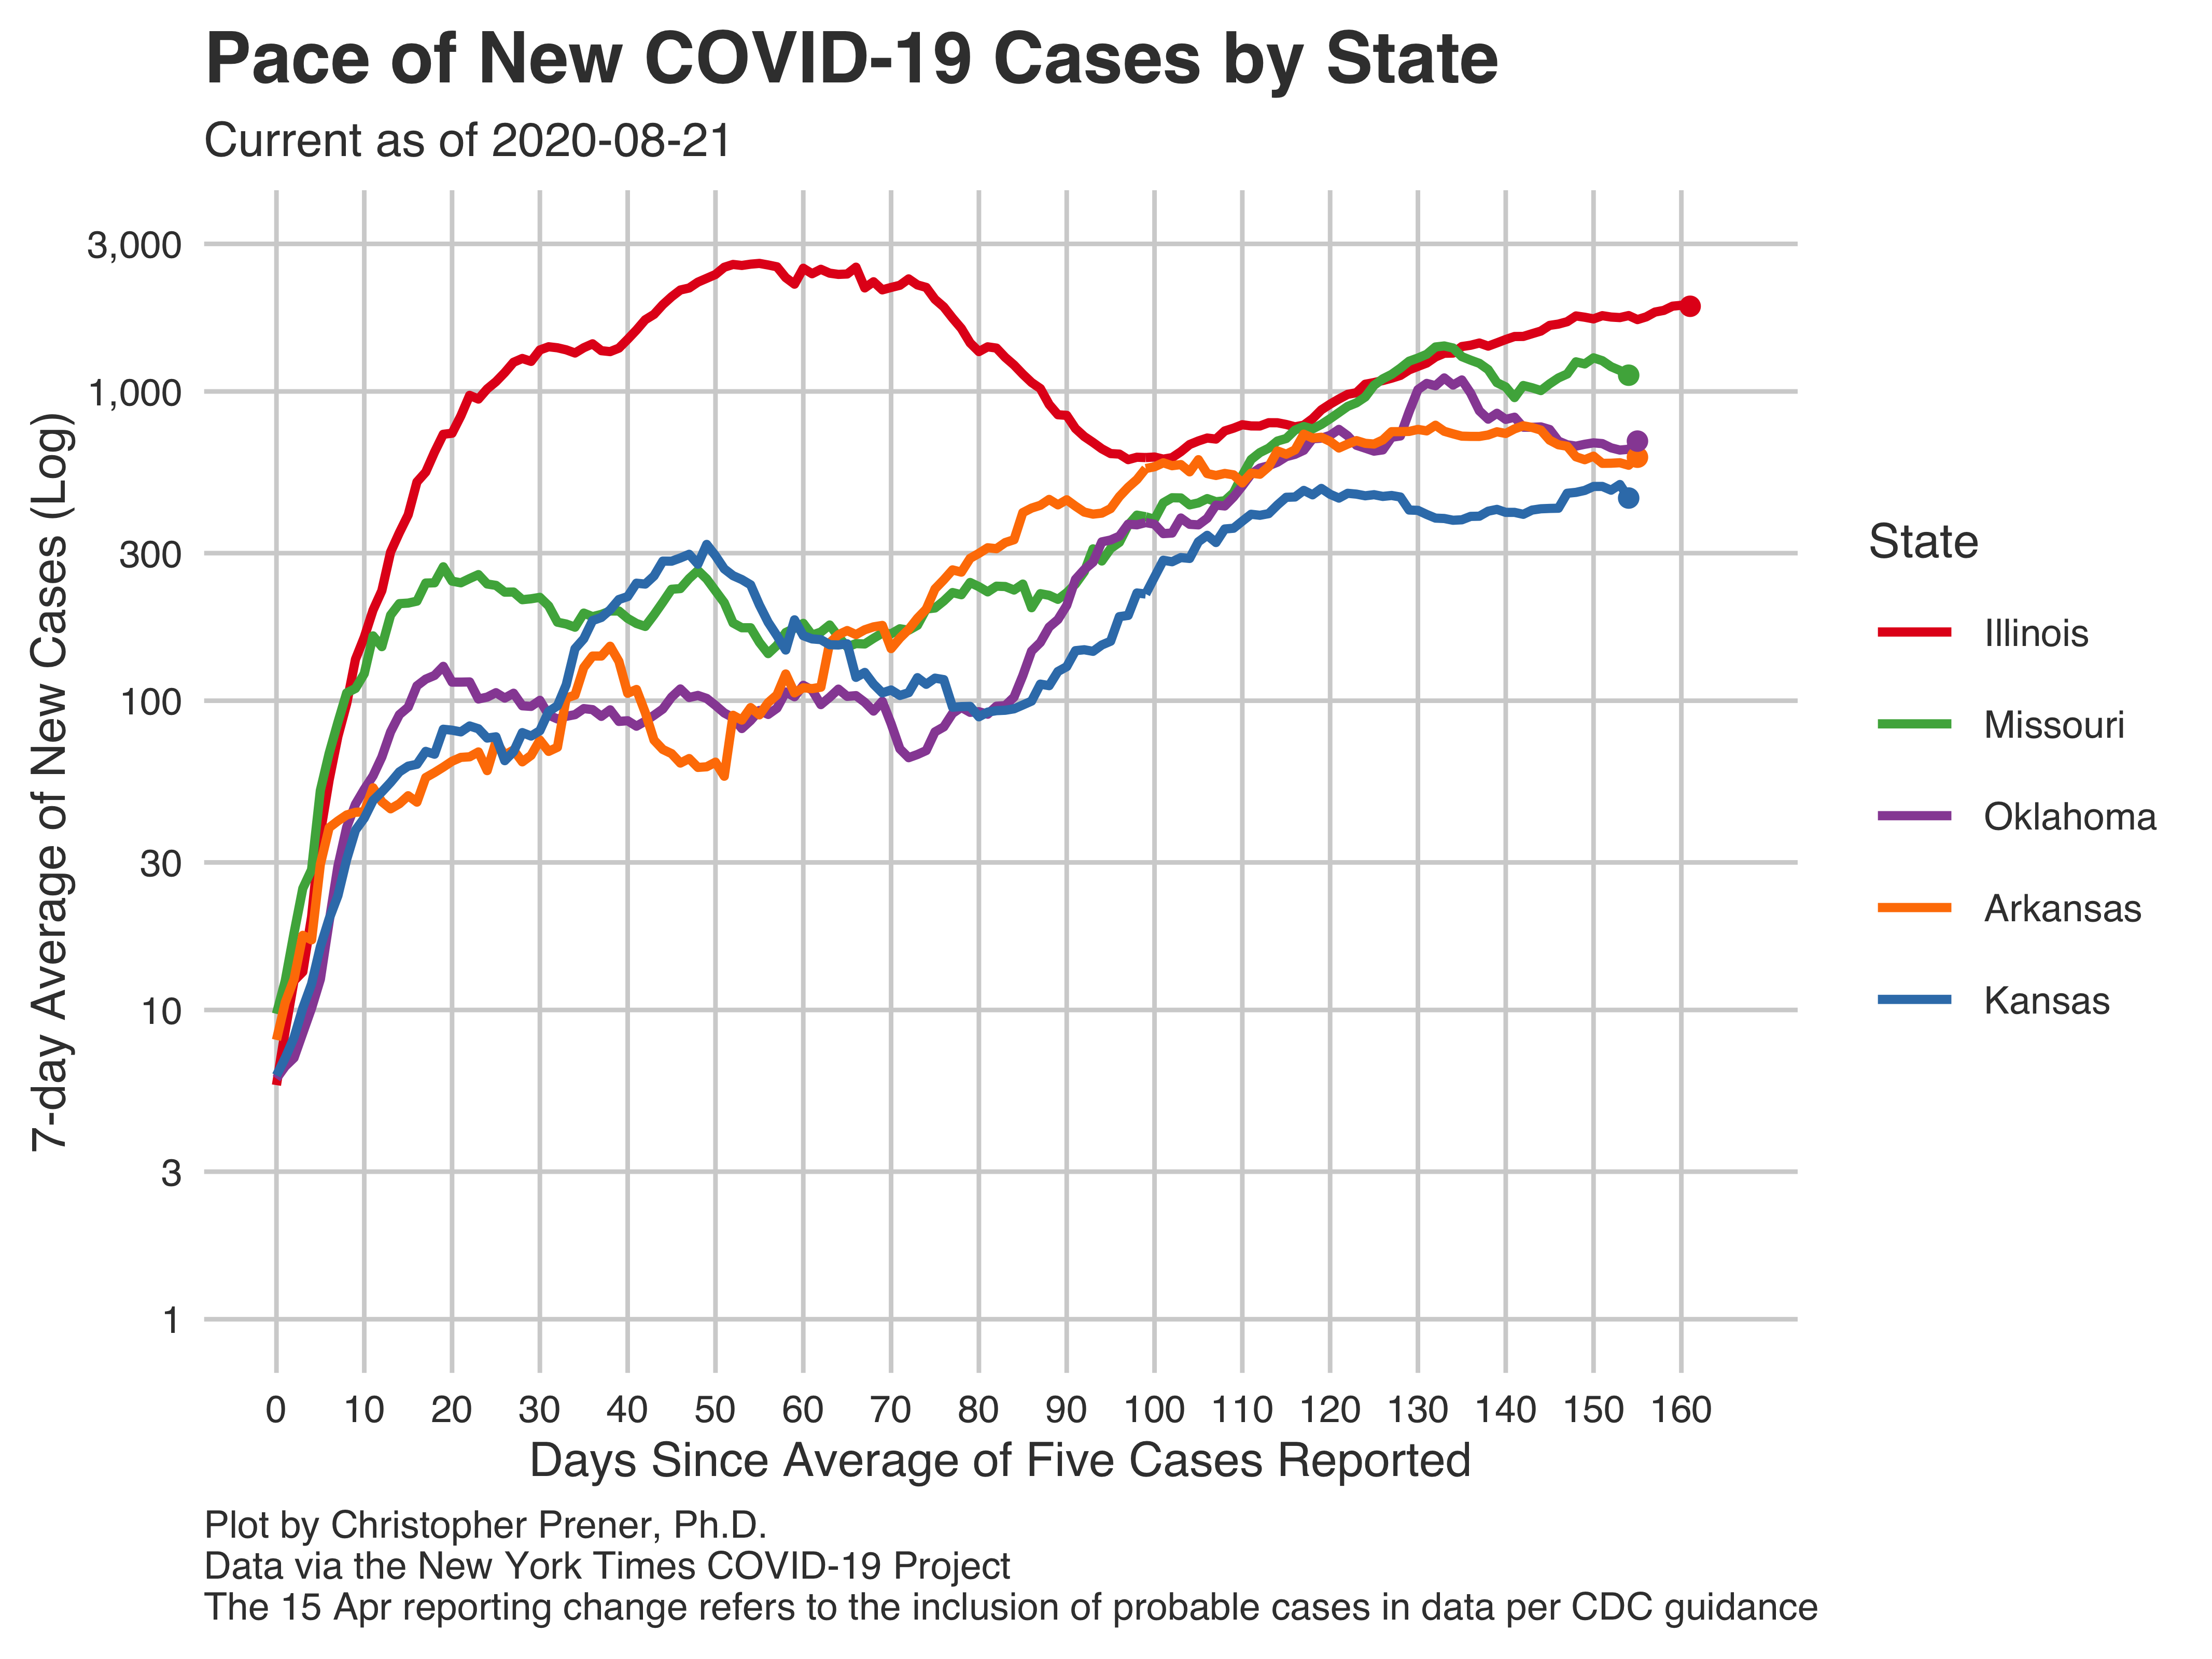 Pace of New COVID-19 Cases by State
Current as of 2020-08-21
7-day Average of New Cases (Log)
3,000
1,000
300
100
30
10
3
1
0 10 20 30 40 50 60 70 80 90 100 110 120 130 140 150 160
Days Since Average of Five Cases Reported
State
Illinois
Missouri
Oklahoma
Arkansas
Kansas
Plot by Christopher Prener, Ph.D.
Data via the New York Times COVID-19 Project
The 15 Apr reporting change refers to the inclusion of probable cases in data per CDC guidance